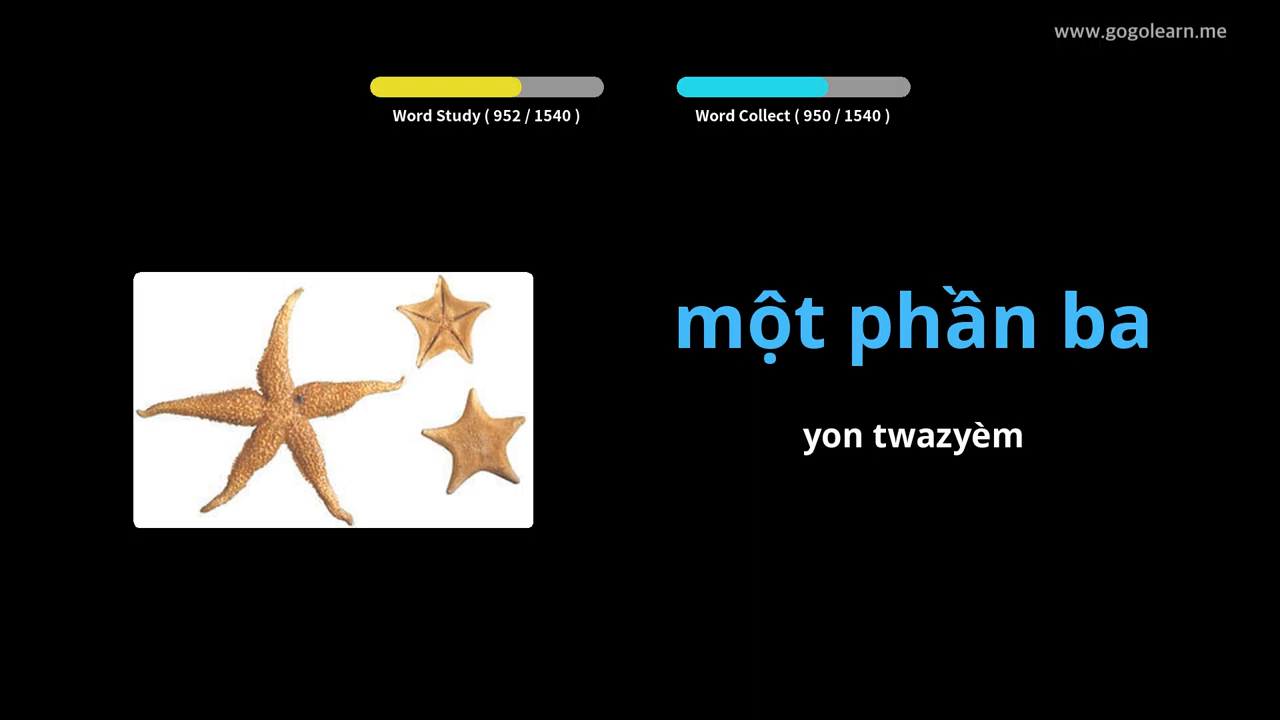 www.gogolearn.me
Word Study ( 952 / 1540 )
Word Collect ( 950 / 1540 )
một phần ba
yon twazyèm